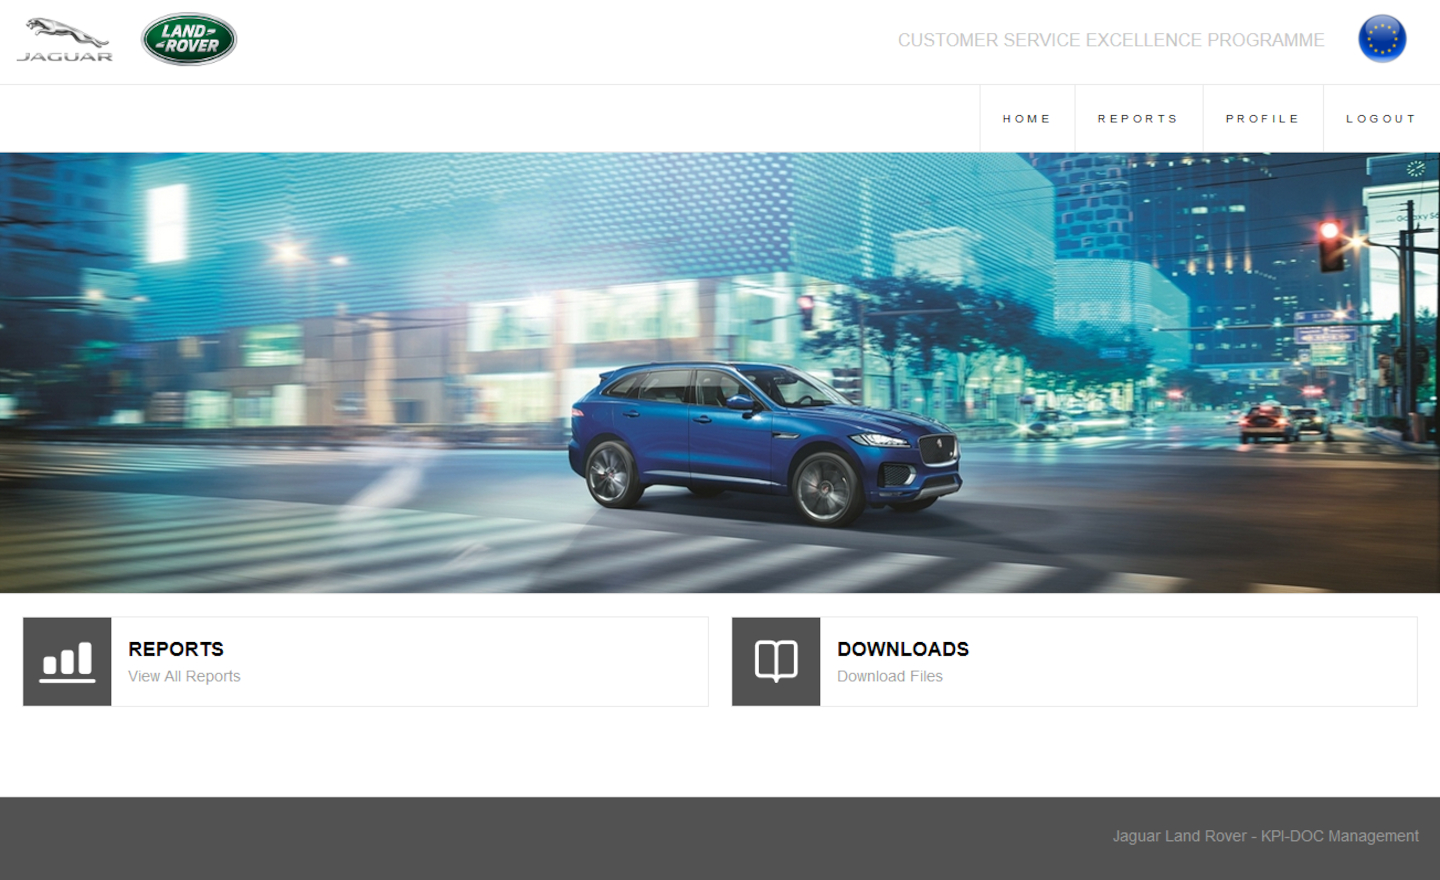 JAGUAR
LAND
ROVER
CUSTOMER SERVICE EXCELLENCE PROGRAMME
HOME
REPORTS
PROFILE
LOGOUT
REPORTS
View All Reports
DOWNLOADS
Download Files
Jaguar Land Rover - KPI-DOC Management